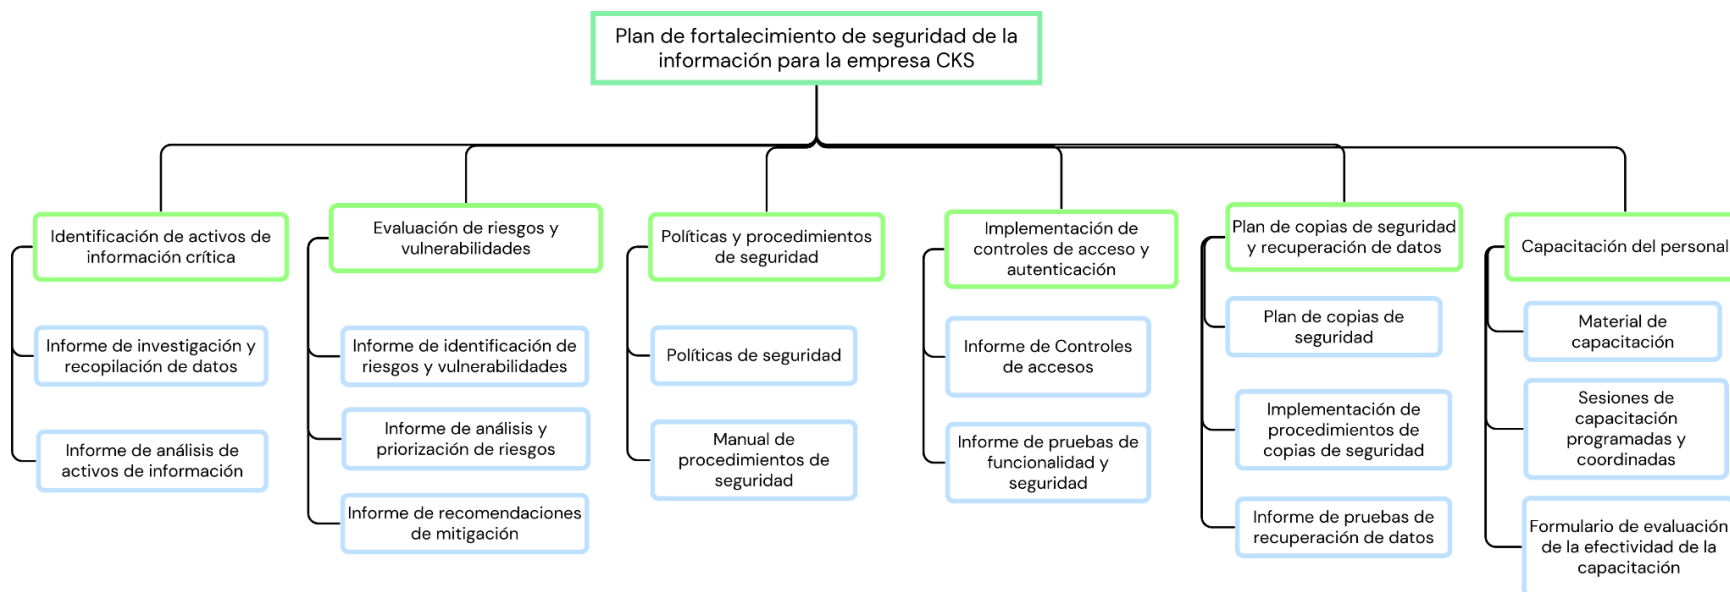 Plan de fortalecimiento de seguridad de la
información para la empresa CKS
Identificación de activos de
información crítica
Informe de investigación y
recopilación de datos
Informe de análisis de
activos de información
Evaluación de riesgos y
vulnerabilidades
Informe de identificación de
riesgos y vulnerabilidades
Informe de análisis y
priorización de riesgos
Informe de recomendaciones
de mitigación
Políticas y procedimientos
de seguridad
Políticas de seguridad
Manual de
procedimientos de
seguridad
Implementación de
controles de acceso y
autenticación
Informe de Controles
de accesos
Informe de pruebas de
funcionalidad y
seguridad
Plan de copias de seguridad
y recuperación de datos
Plan de copias de
seguridad
Implementación de
procedimientos de
copias de seguridad
Informe de pruebas de
recuperación de datos
Capacitación del personal
Material de
capacitación
Sesiones de
capacitación
programadas y
coordinadas
Formulario de evaluación
de la efectividad de la
capacitación